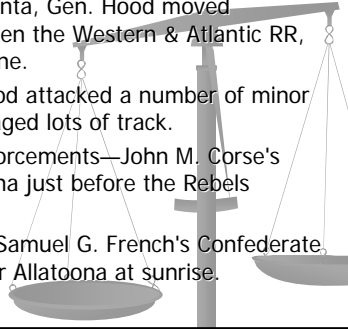 nta, Gen. Hood moved
en the Western & Atlantic RR,
ne.
od attacked a number of minor
ged lots of track.
orcements—John M. Corse's
na just before the Rebels
Samuel G. French's Confederate
r Allatoona at sunrise.